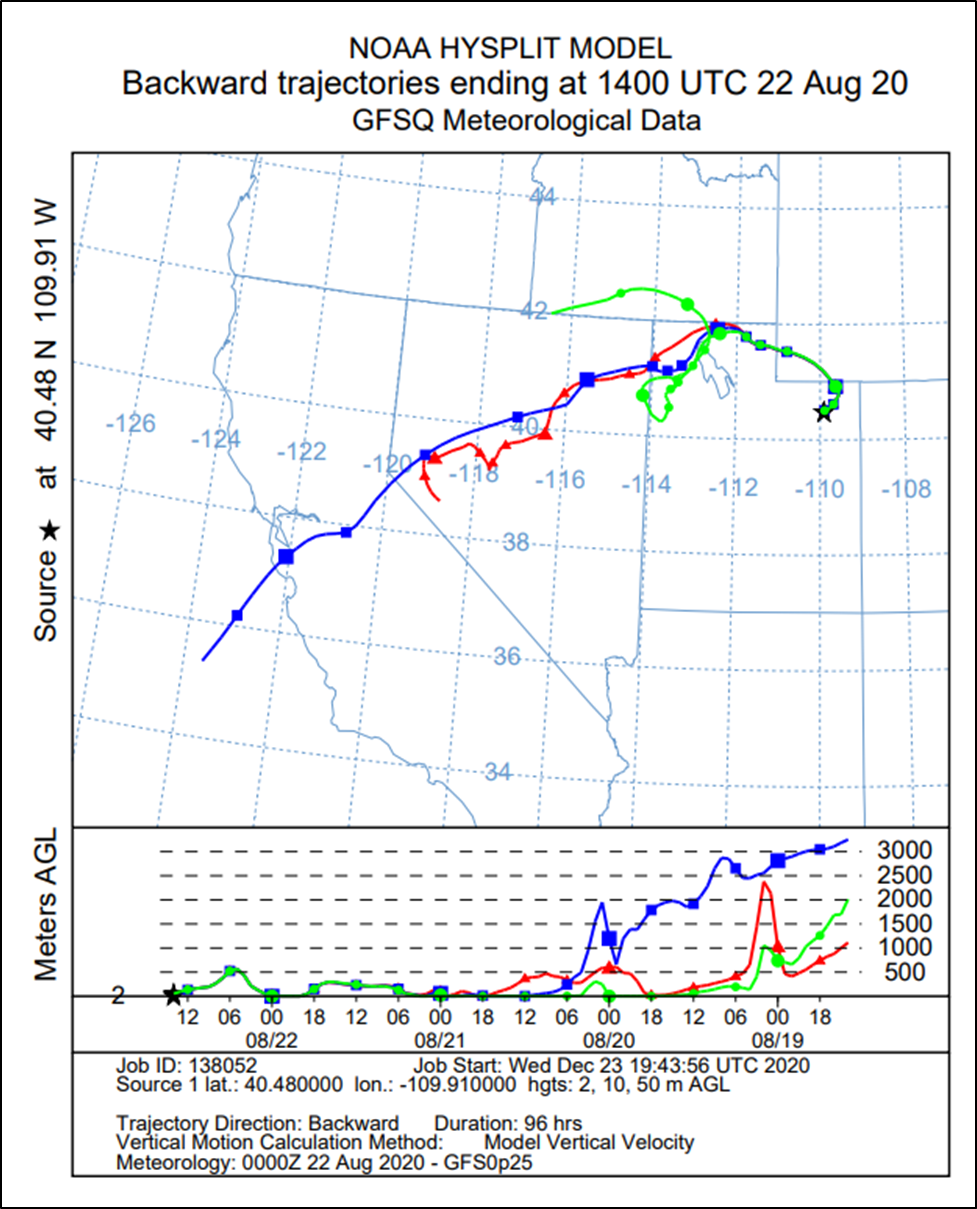 NOAA HYSPLIT MODEL
Backward trajectories ending at 1400 UTC 22 Aug 20
GFSQ Meteorological Data
Source ★ at 40.48 N 109.91 W
44
42
40
38
36
34
-126
-124
-122
-120
-118
-116
-114
-112
-110
-108
Meters AGL
3000
2500
2000
1500
1000
500
2
12 06 00 18 12 06 00 18 12 06 00 18 12 06 00 18
08/22 08/21 08/20 08/19
Job ID: 138052 Job Start: Wed Dec 23 19:43:56 UTC 2020
Source 1 lat.: 40.480000 lon.: -109.910000 hgts: 2, 10, 50 m AGL
Trajectory Direction: Backward Duration: 96 hrs
Vertical Motion Calculation Method: Model Vertical Velocity
Meteorology: 0000Z 22 Aug 2020 - GFS0p25